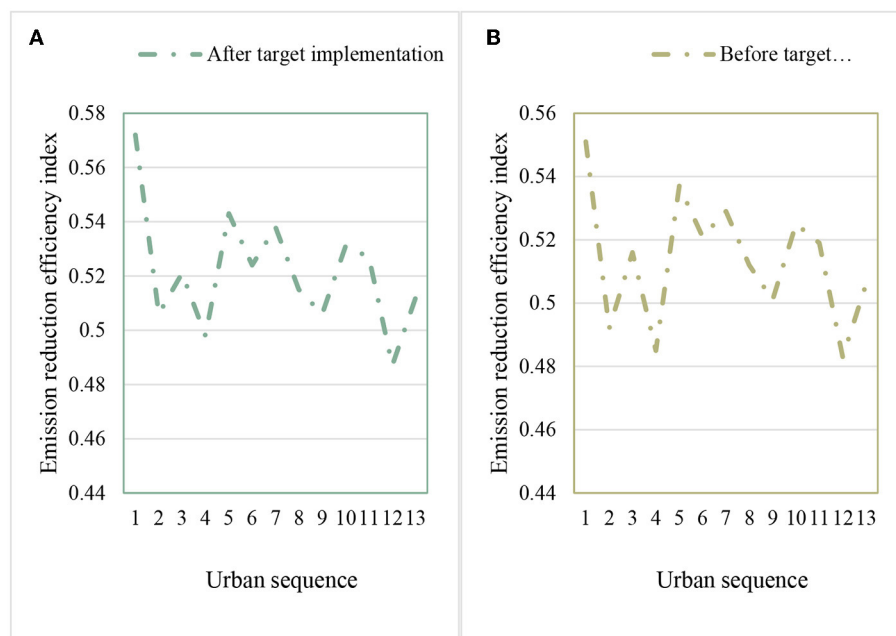 A
After target implementation
0.58
0.56
0.54
0.52
0.5
0.48
0.46
0.44
Emission reduction efficiency index
1 2 3 4 5 6 7 8 9 10 11 12 13
Urban sequence
B
Before target…
0.56
0.54
0.52
0.5
0.48
0.46
0.44
Emission reduction efficiency index
1 2 3 4 5 6 7 8 9 10 11 12 13
Urban sequence